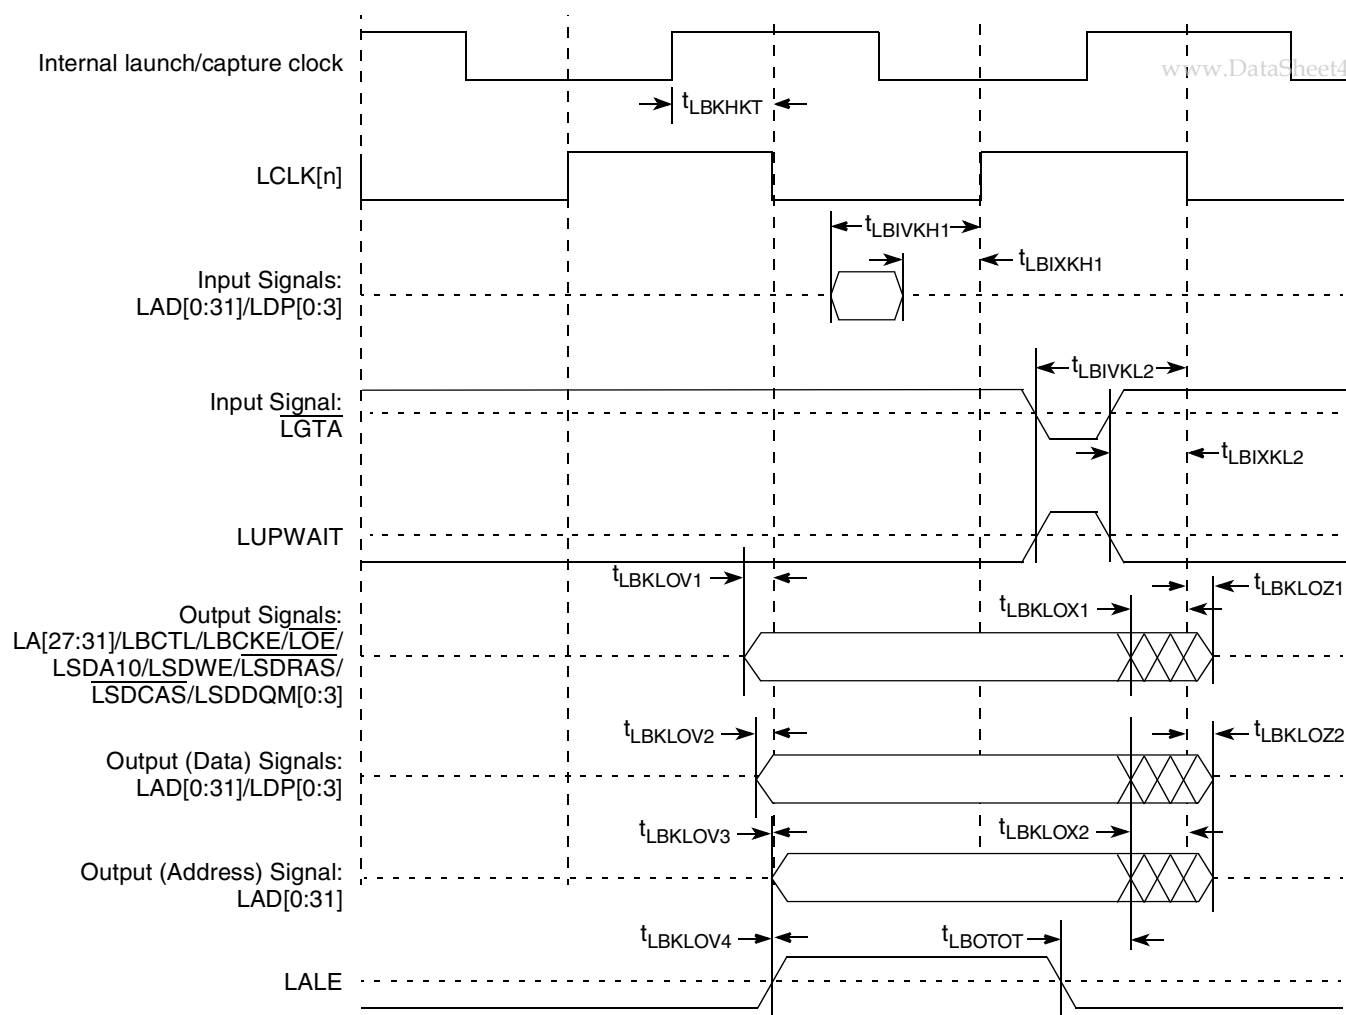 Internal launch/capture clock
www.DataSheet4
tLBKHKT
LCLK[n]
tLBIVKH1
tLBIXKH1
Input Signals:
LAD[0:31]/LDP[0:3]
tLBIVKL2
Input Signal:
LGTA
tLBIXKL2
LUPWAIT
tLBKLOV1
tLBKLOZ1
tLBKLOX1
Output Signals:
LA[27:31]/LBCTL/LBCKE/LOE/
LSDA10/LSDWE/LSDRAS/
LSDCAS/LSDDQM[0:3]
tLBKLOV2
tLBKLOZ2
Output (Data) Signals:
LAD[0:31]/LDP[0:3]
tLBKLOV3
tLBKLOX2
Output (Address) Signal:
LAD[0:31]
tLBKLOV4
tLBOTOT
LALE